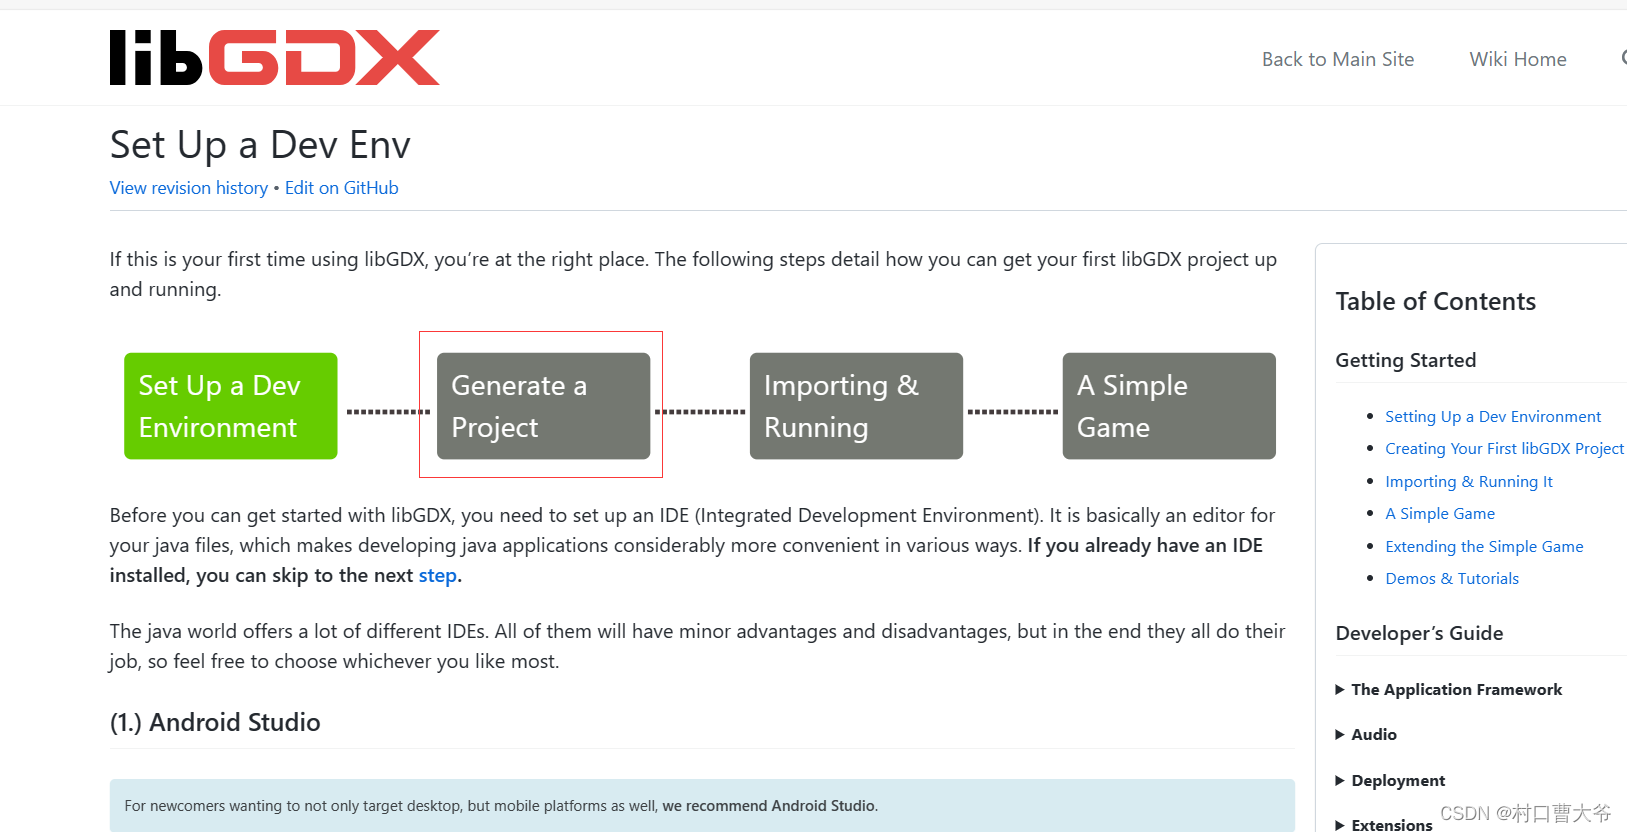 libGDX
Back to Main Site
Wiki Home
Set Up a Dev Env
View revision history • Edit on GitHub
If this is your first time using libGDX, you’re at the right place. The following steps detail how you can get your first libGDX project up
and running.
Set Up a Dev
Environment
Generate a
Project
Importing &
Running
A Simple
Game
Before you can get started with libGDX, you need to set up an IDE (Integrated Development Environment). It is basically an editor for
your java files, which makes developing java applications considerably more convenient in various ways. If you already have an IDE
installed, you can skip to the next step.
The java world offers a lot of different IDEs. All of them will have minor advantages and disadvantages, but in the end they all do their
job, so feel free to choose whichever you like most.
(1.) Android Studio
For newcomers wanting to not only target desktop, but mobile platforms as well, we recommend Android Studio.
Table of Contents
Getting Started
Setting Up a Dev Environment
Creating Your First libGDX Project
Importing & Running It
A Simple Game
Extending the Simple Game
Demos & Tutorials
Developer’s Guide
The Application Framework
Audio
Deployment
Extensions
CSDN @村口曹大爷